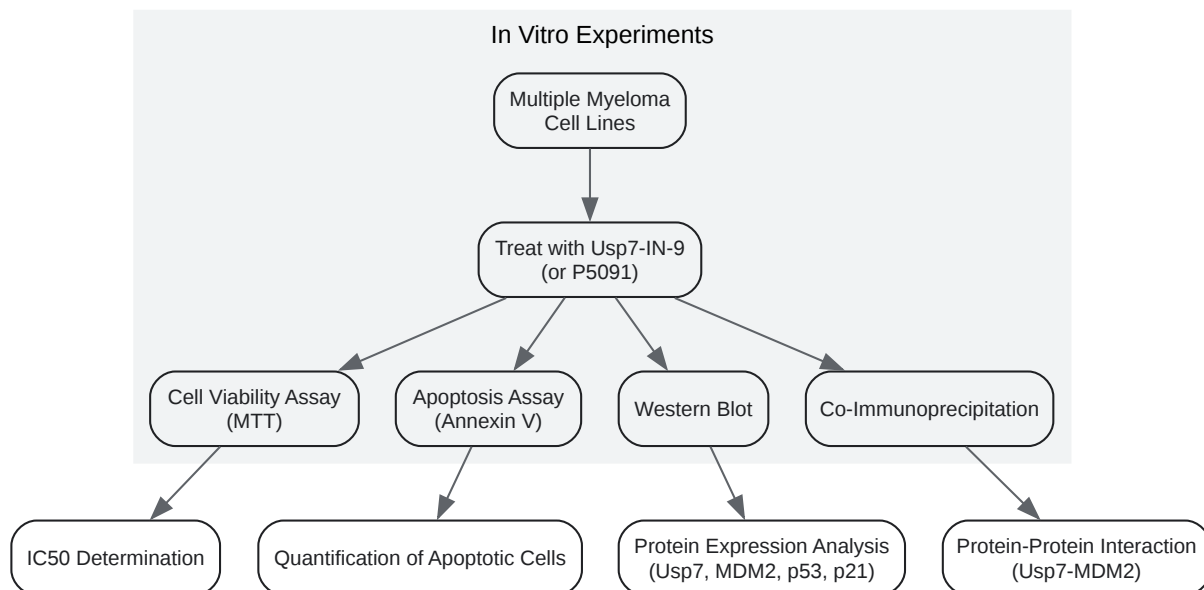 In Vitro Experiments
Multiple Myeloma
Cell Lines
Treat with Usp7-IN-9
(or P5091)
Cell Viability Assay
(MTT)
Apoptosis Assay
(Annexin V)
Western Blot
Co-Immunoprecipitation
IC50 Determination
Quantification of Apoptotic Cells
Protein Expression Analysis
(Usp7, MDM2, p53, p21)
Protein-Protein Interaction
(Usp7-MDM2)